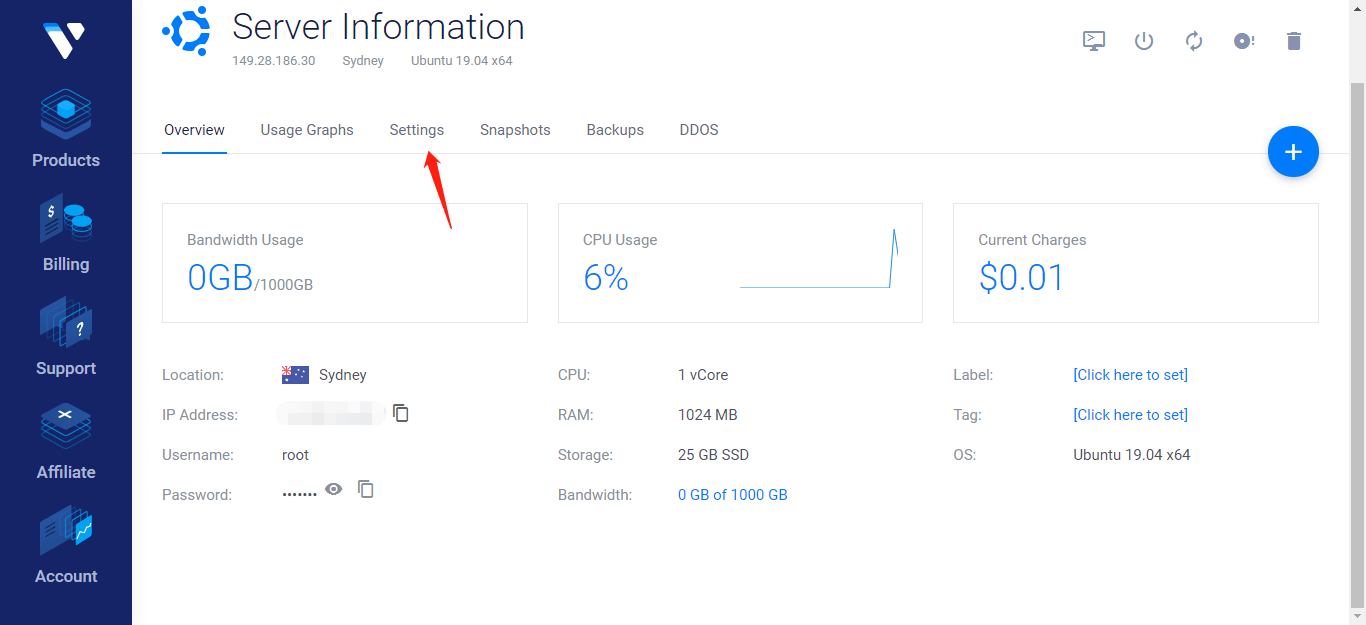 Server Information
149.28.186.30 Sydney Ubuntu 19.04 x64
Overview Usage Graphs Settings Snapshots Backups DDOS
+
Products
Billing
Support
Affiliate
Account
Bandwidth Usage
0GB/1000GB
CPU Usage
6%
Current Charges
$0.01
Location: Sydney
IP Address:
Username: root
Password: •••••••
CPU: 1 vCore
RAM: 1024 MB
Storage: 25 GB SSD
Bandwidth: 0 GB of 1000 GB
Label: [Click here to set]
Tag: [Click here to set]
OS: Ubuntu 19.04 x64